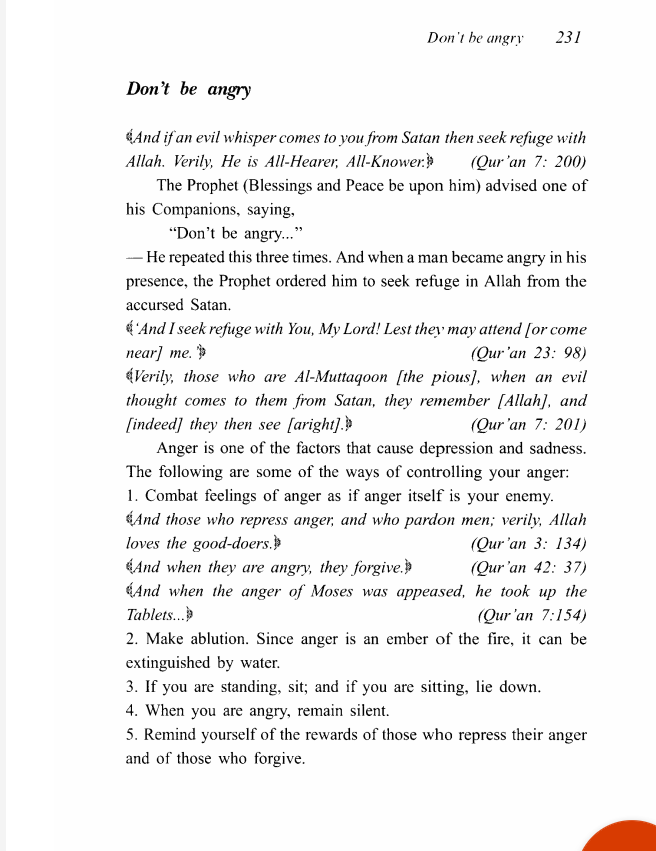 Don't be angry 231
Don't be angry
﴾And if an evil whisper comes to you from Satan then seek refuge with
Allah. Verily, He is All-Hearer, All-Knower.﴿ (Qur'an 7: 200)
The Prophet (Blessings and Peace be upon him) advised one of
his Companions, saying,
“Don't be angry...”
— He repeated this three times. And when a man became angry in his
presence, the Prophet ordered him to seek refuge in Allah from the
accursed Satan.
﴾‘And I seek refuge with You, My Lord! Lest they may attend [or come
near] me.’﴿ (Qur'an 23: 98)
﴾Verily, those who are Al-Muttaqoon [the pious], when an evil
thought comes to them from Satan, they remember [Allah], and
[indeed] they then see [aright].﴿ (Qur'an 7: 201)
Anger is one of the factors that cause depression and sadness.
The following are some of the ways of controlling your anger:
1. Combat feelings of anger as if anger itself is your enemy.
﴾And those who repress anger, and who pardon men; verily, Allah
loves the good-doers.﴿ (Qur'an 3: 134)
﴾And when they are angry, they forgive.﴿ (Qur'an 42: 37)
﴾And when the anger of Moses was appeased, he took up the
Tablets...﴿ (Qur'an 7:154)
2. Make ablution. Since anger is an ember of the fire, it can be
extinguished by water.
3. If you are standing, sit; and if you are sitting, lie down.
4. When you are angry, remain silent.
5. Remind yourself of the rewards of those who repress their anger
and of those who forgive.